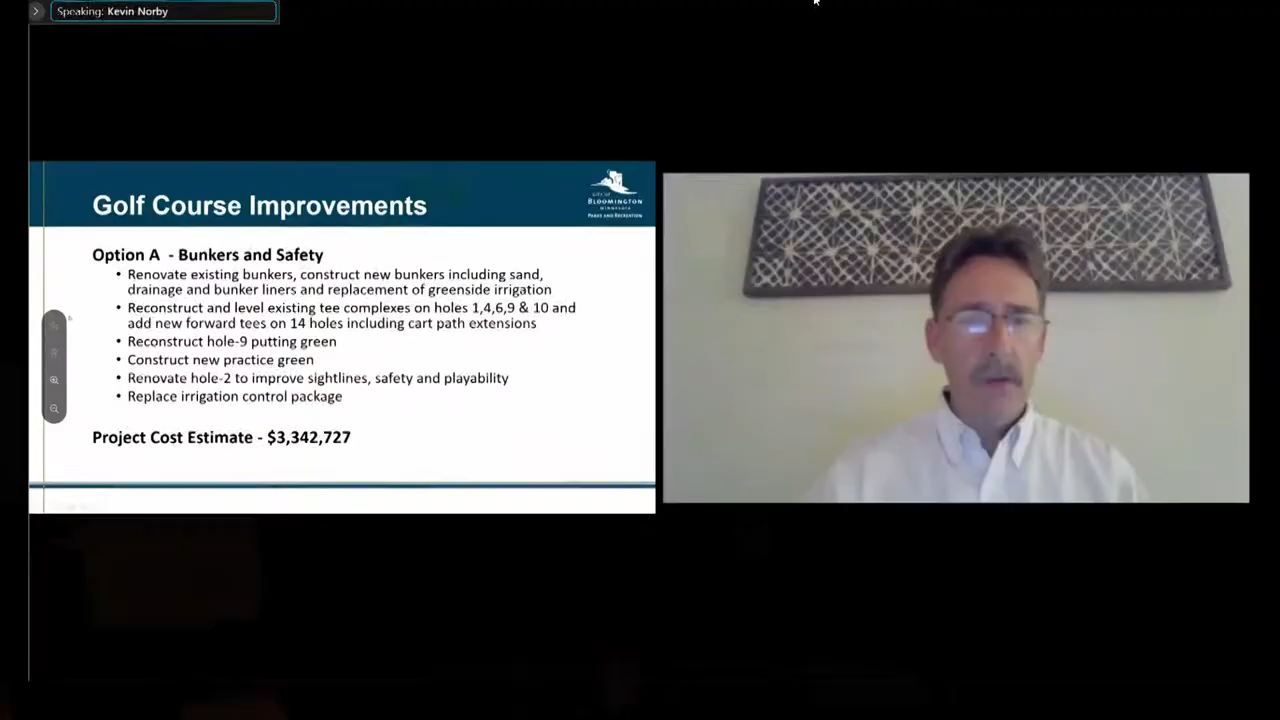 Speaking: Kevin Norby
Golf Course Improvements
CITY OF
BLOOMINGTON
MINNESOTA
PARKS AND RECREATION
Option A - Bunkers and Safety
• Renovate existing bunkers, construct new bunkers including sand,
drainage and bunker liners and replacement of greenside irrigation
• Reconstruct and level existing tee complexes on holes 1,4,6,9 & 10 and
add new forward tees on 14 holes including cart path extensions
• Reconstruct hole-9 putting green
• Construct new practice green
• Renovate hole-2 to improve sightlines, safety and playability
• Replace irrigation control package
Project Cost Estimate - $3,342,727